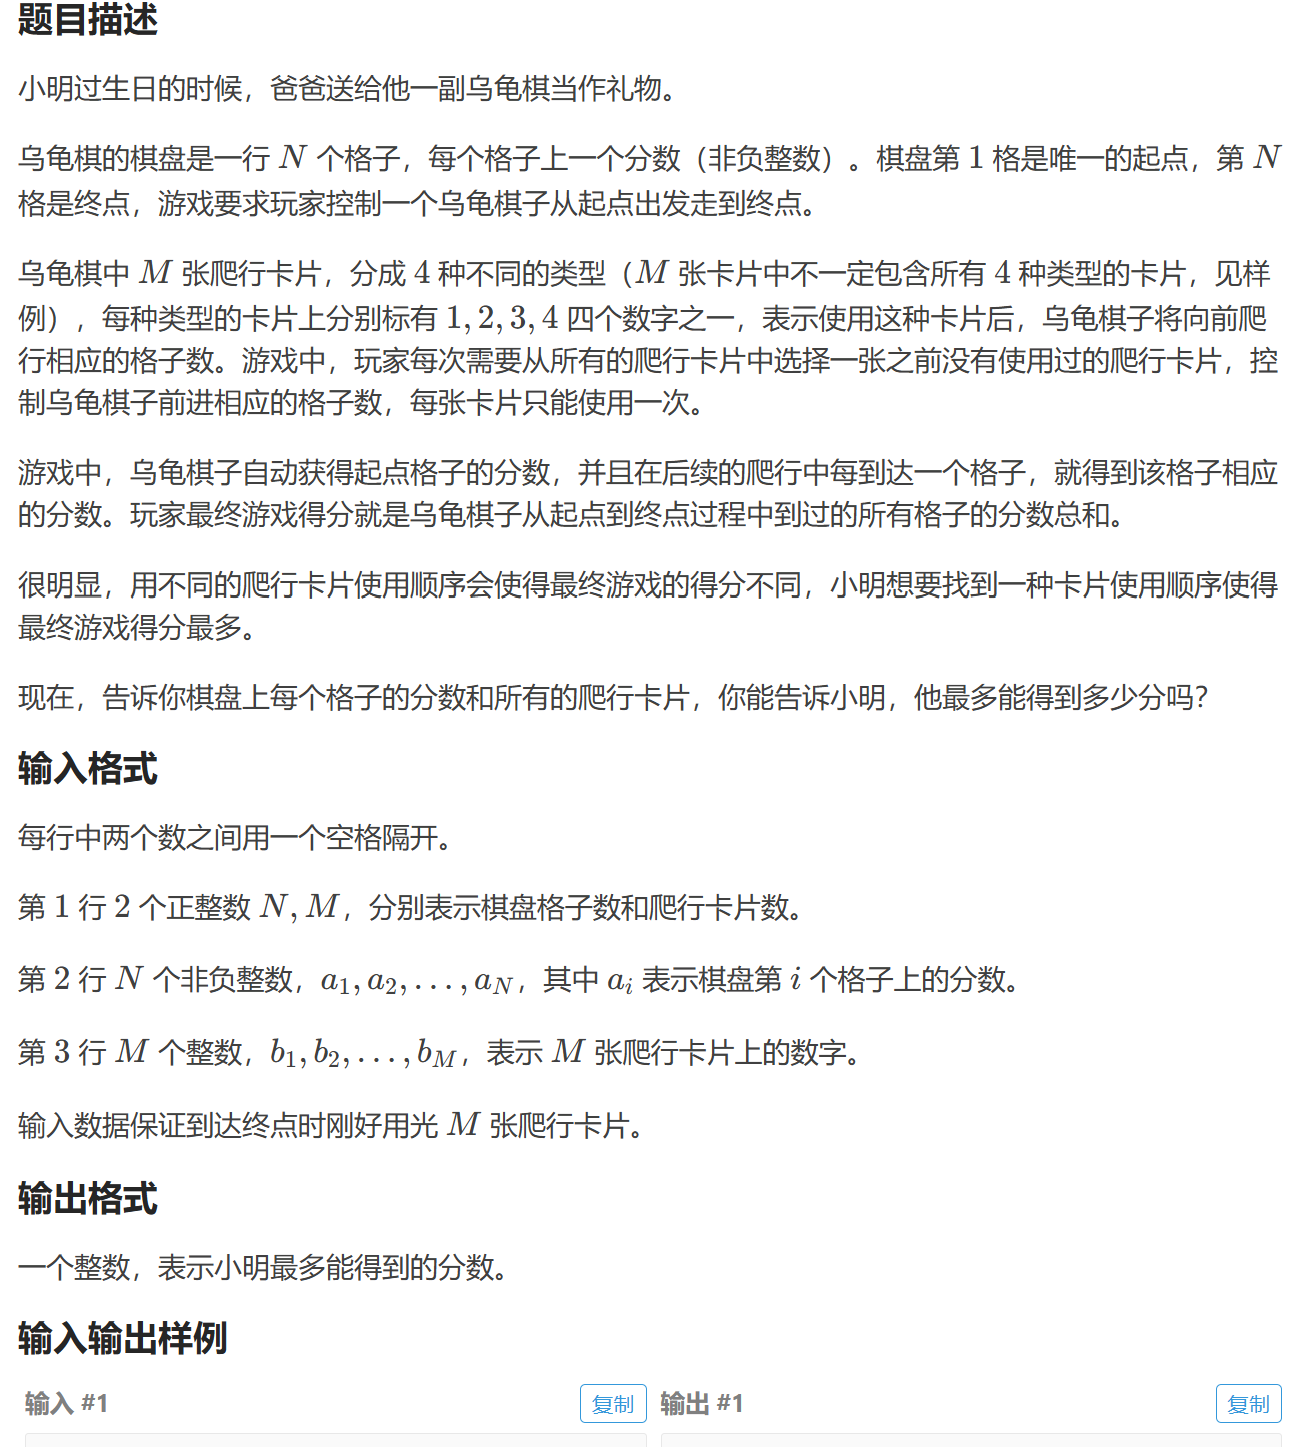 题目描述
小明过生日的时候，爸爸送给他一副乌龟棋当作礼物。
乌龟棋的棋盘是一行 N 个格子，每个格子上一个分数（非负整数）。棋盘第 1 格是唯一的起点，第 N
格是终点，游戏要求玩家控制一个乌龟棋子从起点出发走到终点。
乌龟棋中 M 张爬行卡片，分成 4 种不同的类型（M 张卡片中不一定包含所有 4 种类型的卡片，见样
例），每种类型的卡片上分别标有 1, 2, 3, 4 四个数字之一，表示使用这种卡片后，乌龟棋子将向前爬
行相应的格子数。游戏中，玩家每次需要从所有的爬行卡片中选择一张之前没有使用过的爬行卡片，控
制乌龟棋子前进相应的格子数，每张卡片只能使用一次。
游戏中，乌龟棋子自动获得起点格子的分数，并且在后续的爬行中每到达一个格子，就得到该格子相应
的分数。玩家最终游戏得分就是乌龟棋子从起点到终点过程中到过的所有格子的分数总和。
很明显，用不同的爬行卡片使用顺序会使得最终游戏的得分不同，小明想要找到一种卡片使用顺序使得
最终游戏得分最多。
现在，告诉你棋盘上每个格子的分数和所有的爬行卡片，你能告诉小明，他最多能得到多少分吗？
输入格式
每行中两个数之间用一个空格隔开。
第 1 行 2 个正整数 N, M，分别表示棋盘格子数和爬行卡片数。
第 2 行 N 个非负整数，a₁, a₂, …, a_N，其中 a_i 表示棋盘第 i 个格子上的分数。
第 3 行 M 个整数，b₁, b₂, …, b_M，表示 M 张爬行卡片上的数字。
输入数据保证到达终点时刚好用光 M 张爬行卡片。
输出格式
一个整数，表示小明最多能得到的分数。
输入输出样例
输入 #1 复制 输出 #1 复制